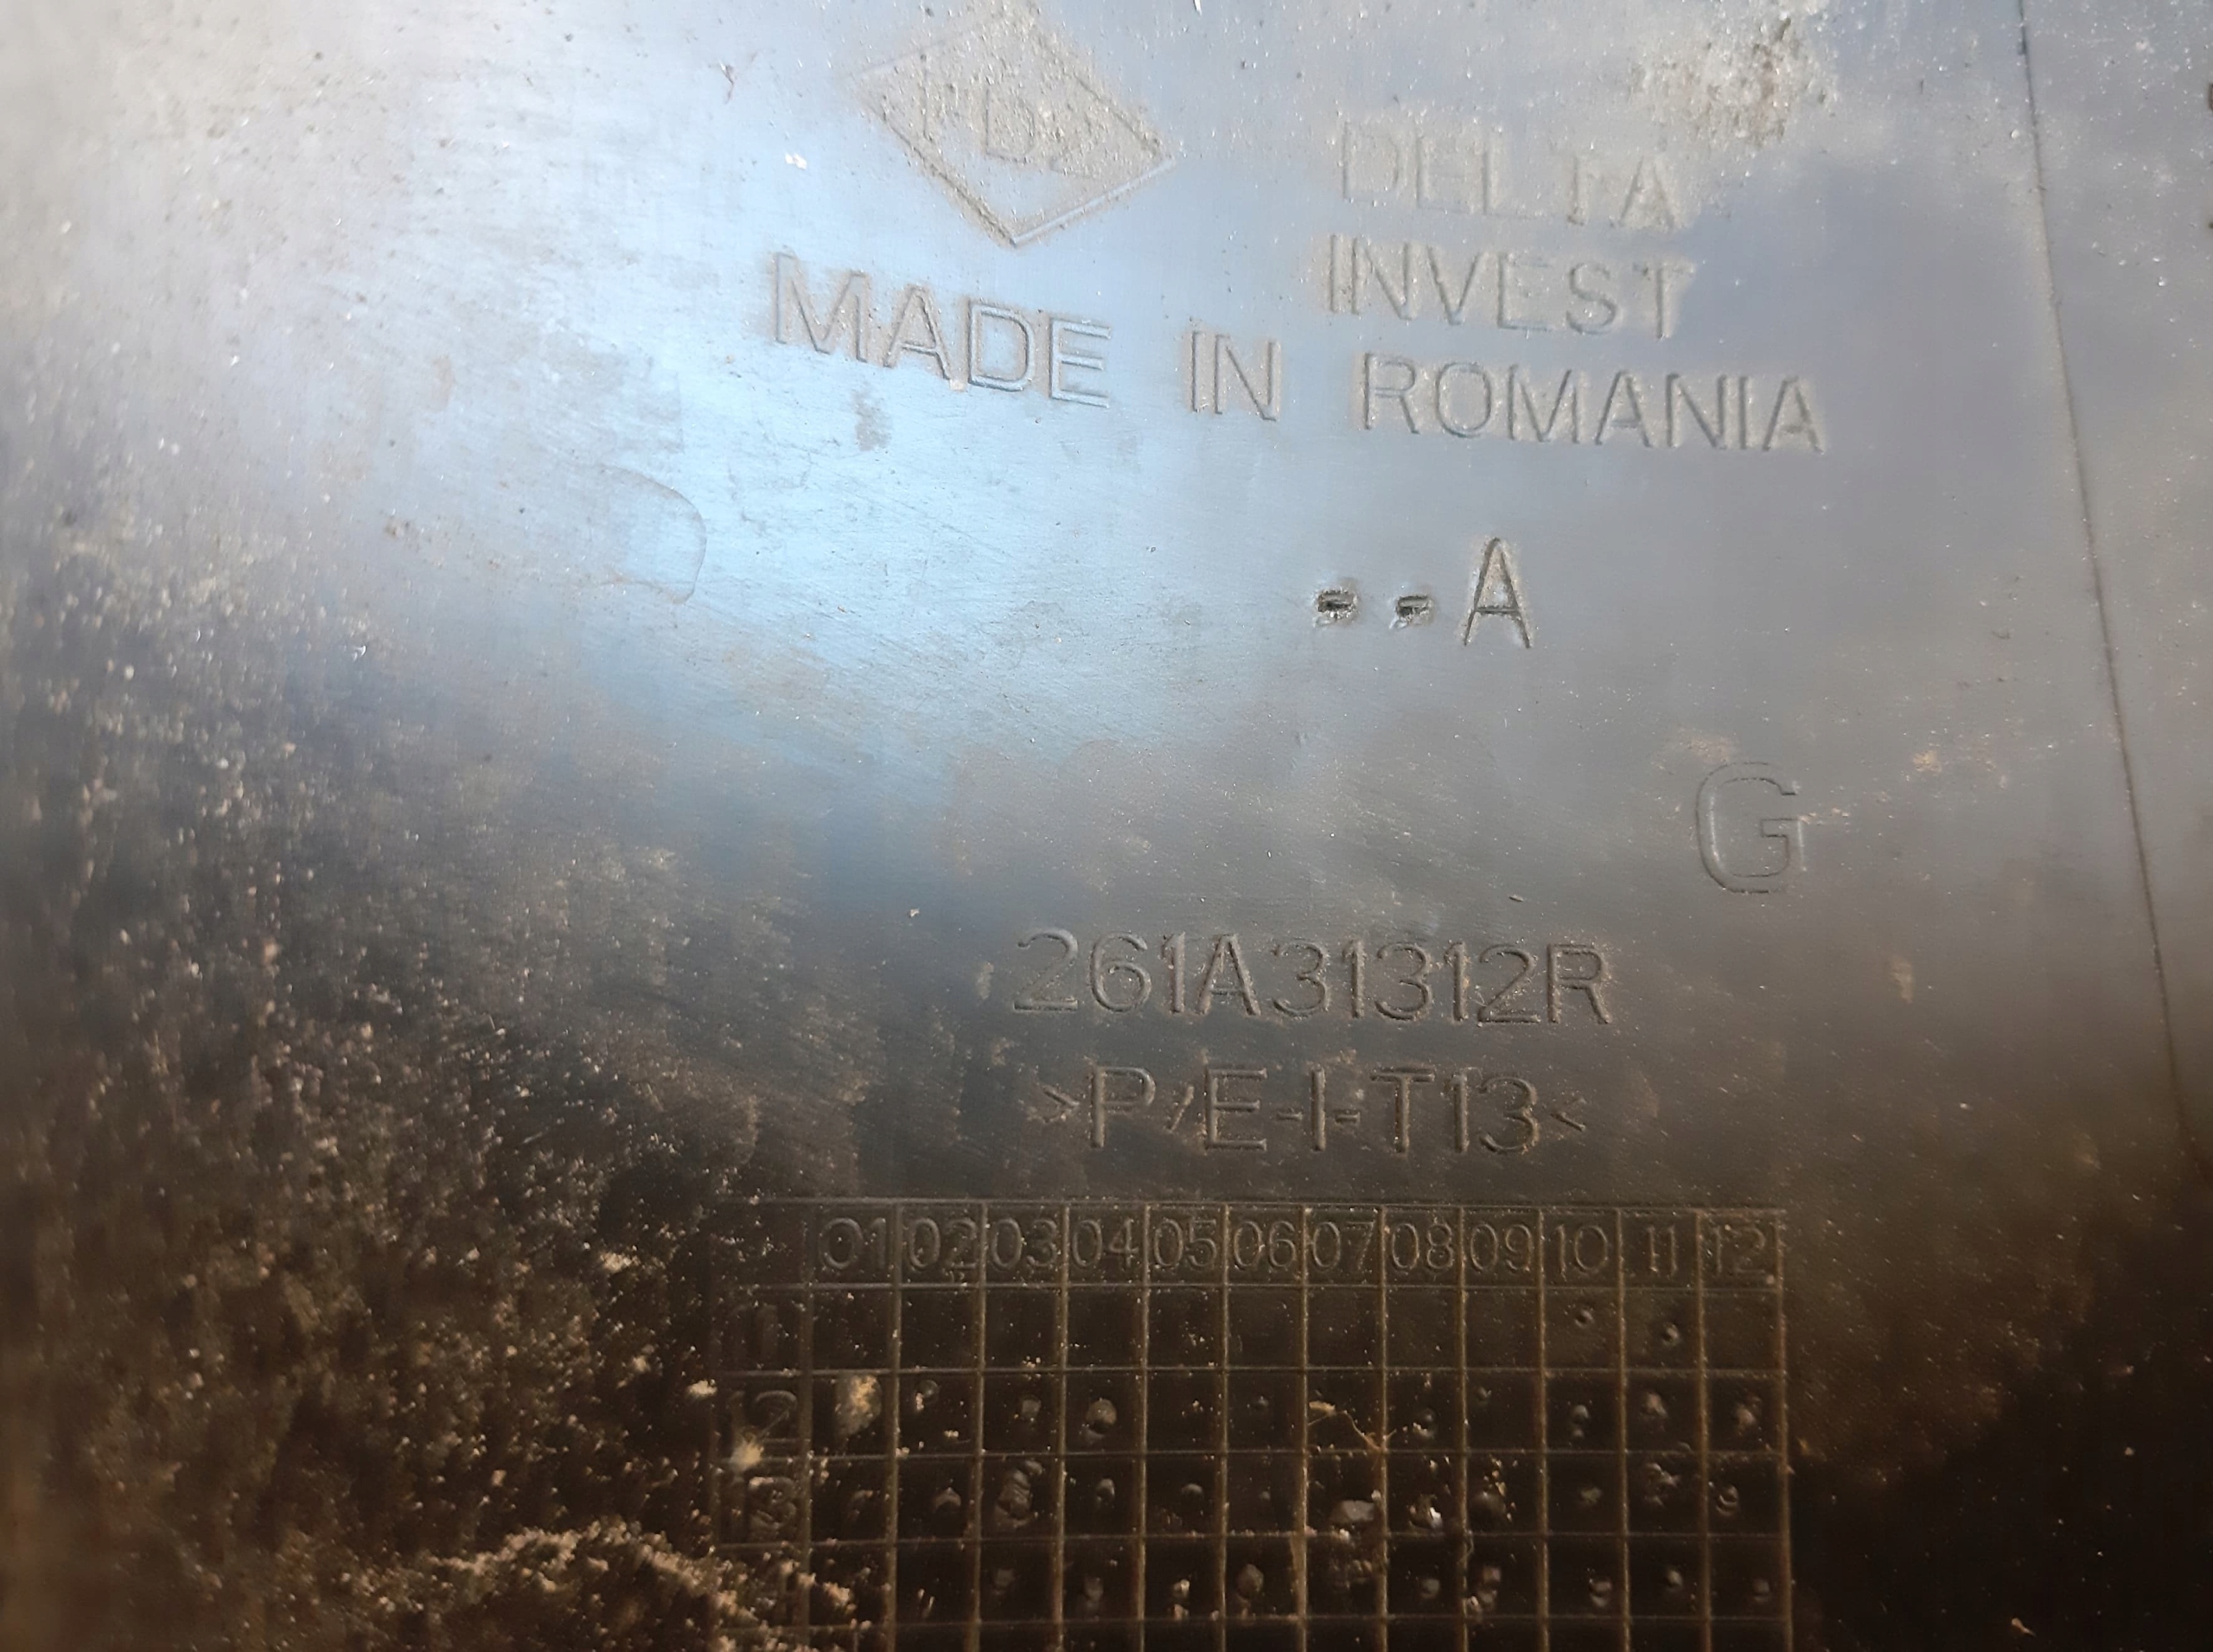 DELTA
INVEST
MADE IN ROMANIA
--A
G
261A31312R
>P/E-I-T13<
01 02 03 04 05 06 07 08 09 10 11 12
11
12
13